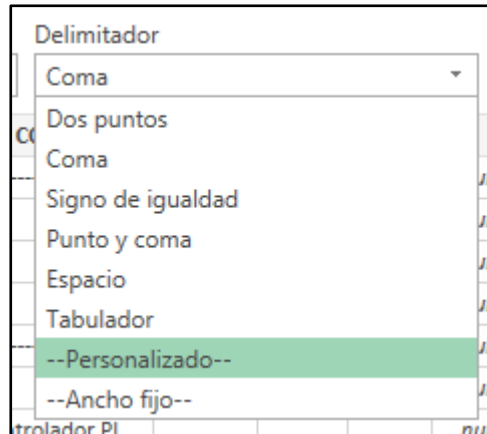 Delimitador
Coma
Dos puntos
Coma
Signo de igualdad
Punto y coma
Espacio
Tabulador
--Personalizado--
--Ancho fijo--